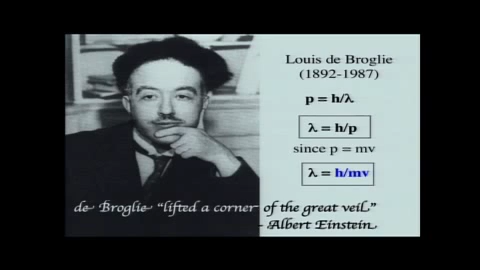 Louis de Broglie
(1892-1987)
p = h/λ
λ = h/p
since p = mv
λ = h/mv
de Broglie “lifted a corner of the great veil”
- Albert Einstein